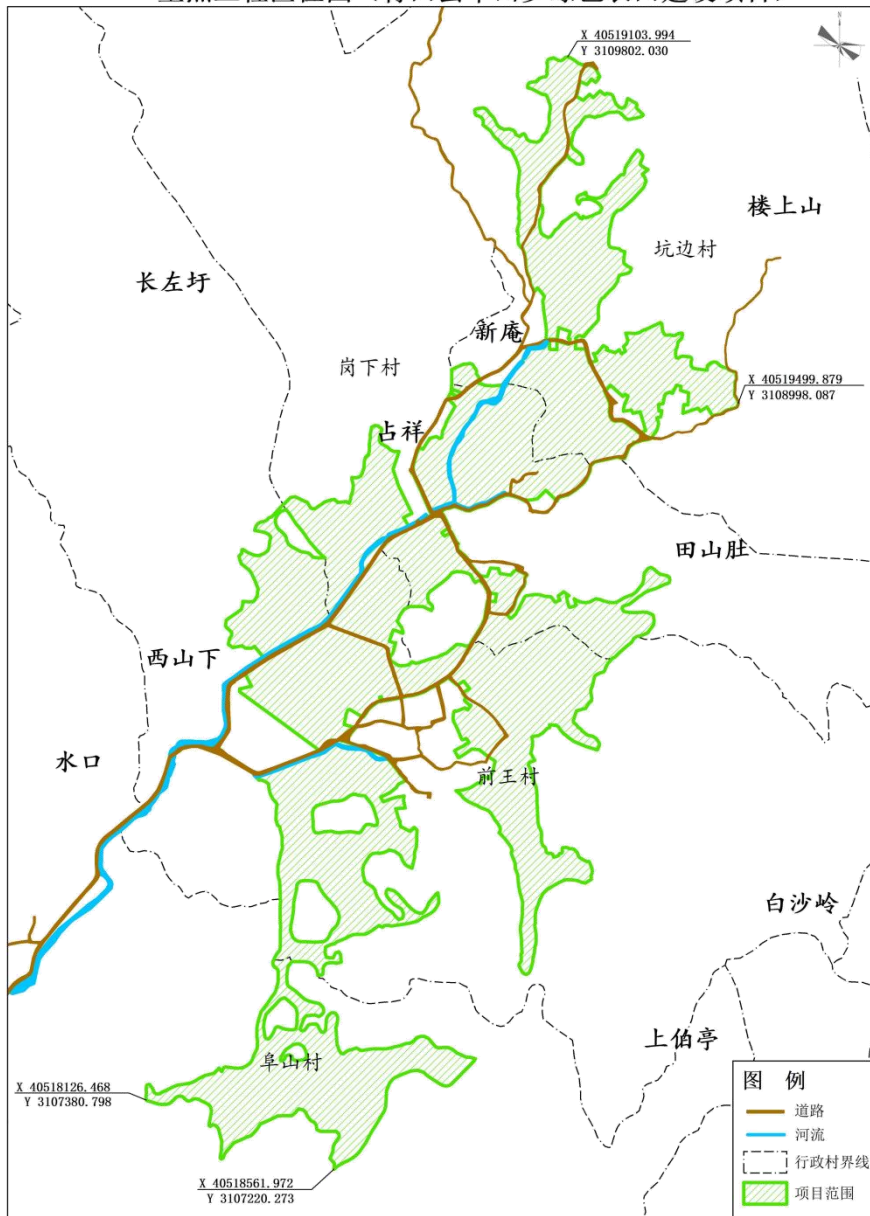 X 40519103.994
Y 3109802.030
N
楼上山
坑边村
长左圩
新庵
岗下村
X 40519499.879
Y 3108998.087
占祥
田山肚
西山下
水口
前王村
白沙岭
上伯亭
阜山村
X 40518126.468
Y 3107380.798
X 40518561.972
Y 3107220.273
图 例
道路
河流
行政村界线
项目范围